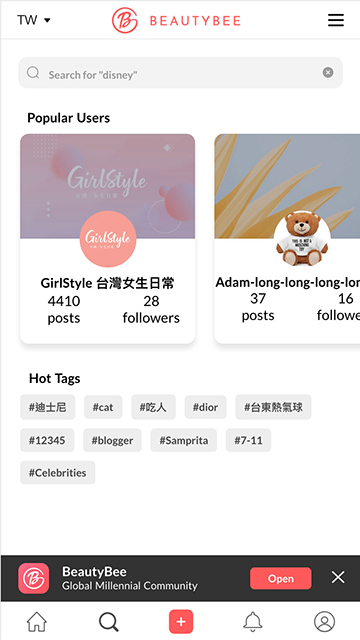 TW
BEAUTYBEE
Search for "disney"
Popular Users
GirlStyle
GirlStyle
THIS IS NOT A MOSCHINO TOY
GirlStyle 台灣女生日常
4410 posts
28 followers
Adam-long-long-long-lon
37 posts
16 followe
Hot Tags
#迪士尼 #cat #吃人 #dior #台東熱氣球
#12345 #blogger #Samprita #7-11
#Celebrities
BeautyBee
Global Millennial Community
Open